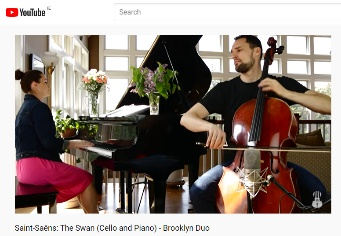 YouTube
Search
Saint-Saëns: The Swan (Cello and Piano) - Brooklyn Duo